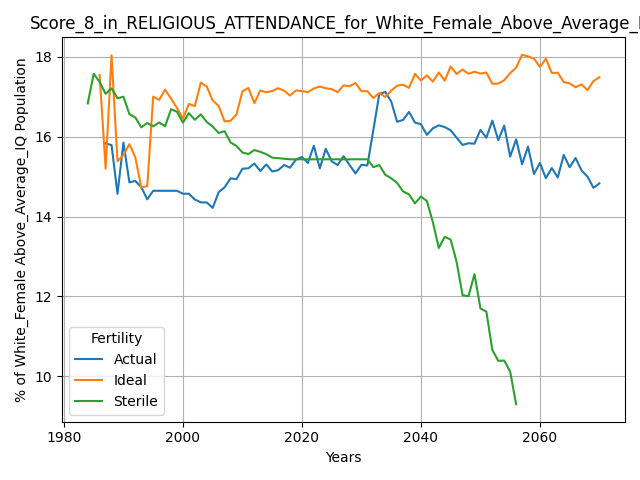 Score_8_in_RELIGIOUS_ATTENDANCE_for_White_Female_Above_Average_
% of White_Female Above_Average_IQ Population
18
16
14
12
10
Fertility
Actual
Ideal
Sterile
1980
2000
2020
2040
2060
Years